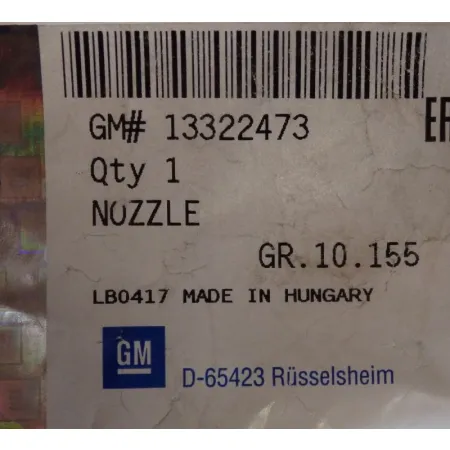 GM# 13322473
Qty 1
NOZZLE
GR.10.155
LB0417 MADE IN HUNGARY
GM
D-65423 Rüsselsheim